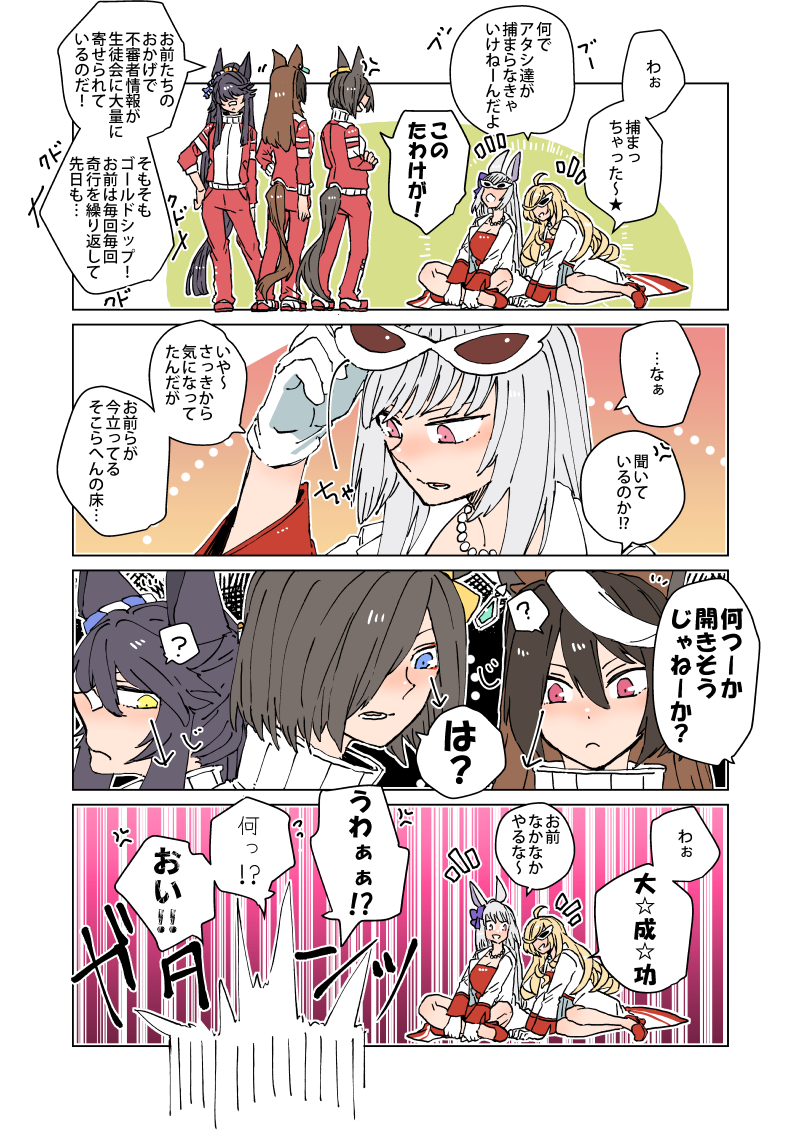 わぉ
捕まっ
ちゃった～★
何で
アタシ達が
捕まらなきゃ
いけねーんだよ
ブー
ブ
この
たわけが！
お前たちの
おかげで
不審者情報が
生徒会に大量に
寄せられて
いるのだ！
そもそも
ゴールドシップ！
お前は毎回毎回
奇行を繰り返して
先日も…
クド
クド
クド
…なぁ
聞いて
いるのか!?
いや～
さっきから
気になって
たんだが
お前らが
今立ってる
そこらへんの床…
ちゃ
何つーか
開きそう
じゃねーか？
？
じ
は？
？
じ
わぉ
大☆成☆功
お前
なかなか
やるな～
うわぁぁ!?
何っ!?
おい!!
ガタンッ